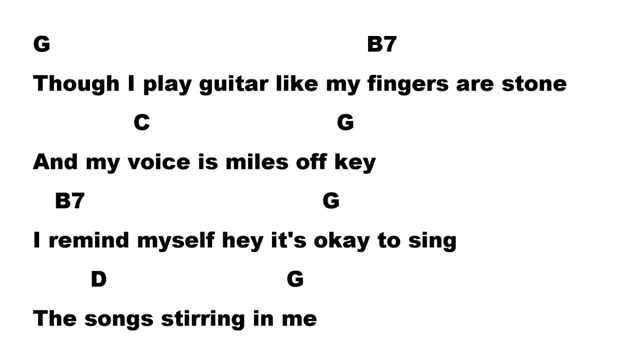 G B7
Though I play guitar like my fingers are stone
C G
And my voice is miles off key
B7 G
I remind myself hey it's okay to sing
D G
The songs stirring in me